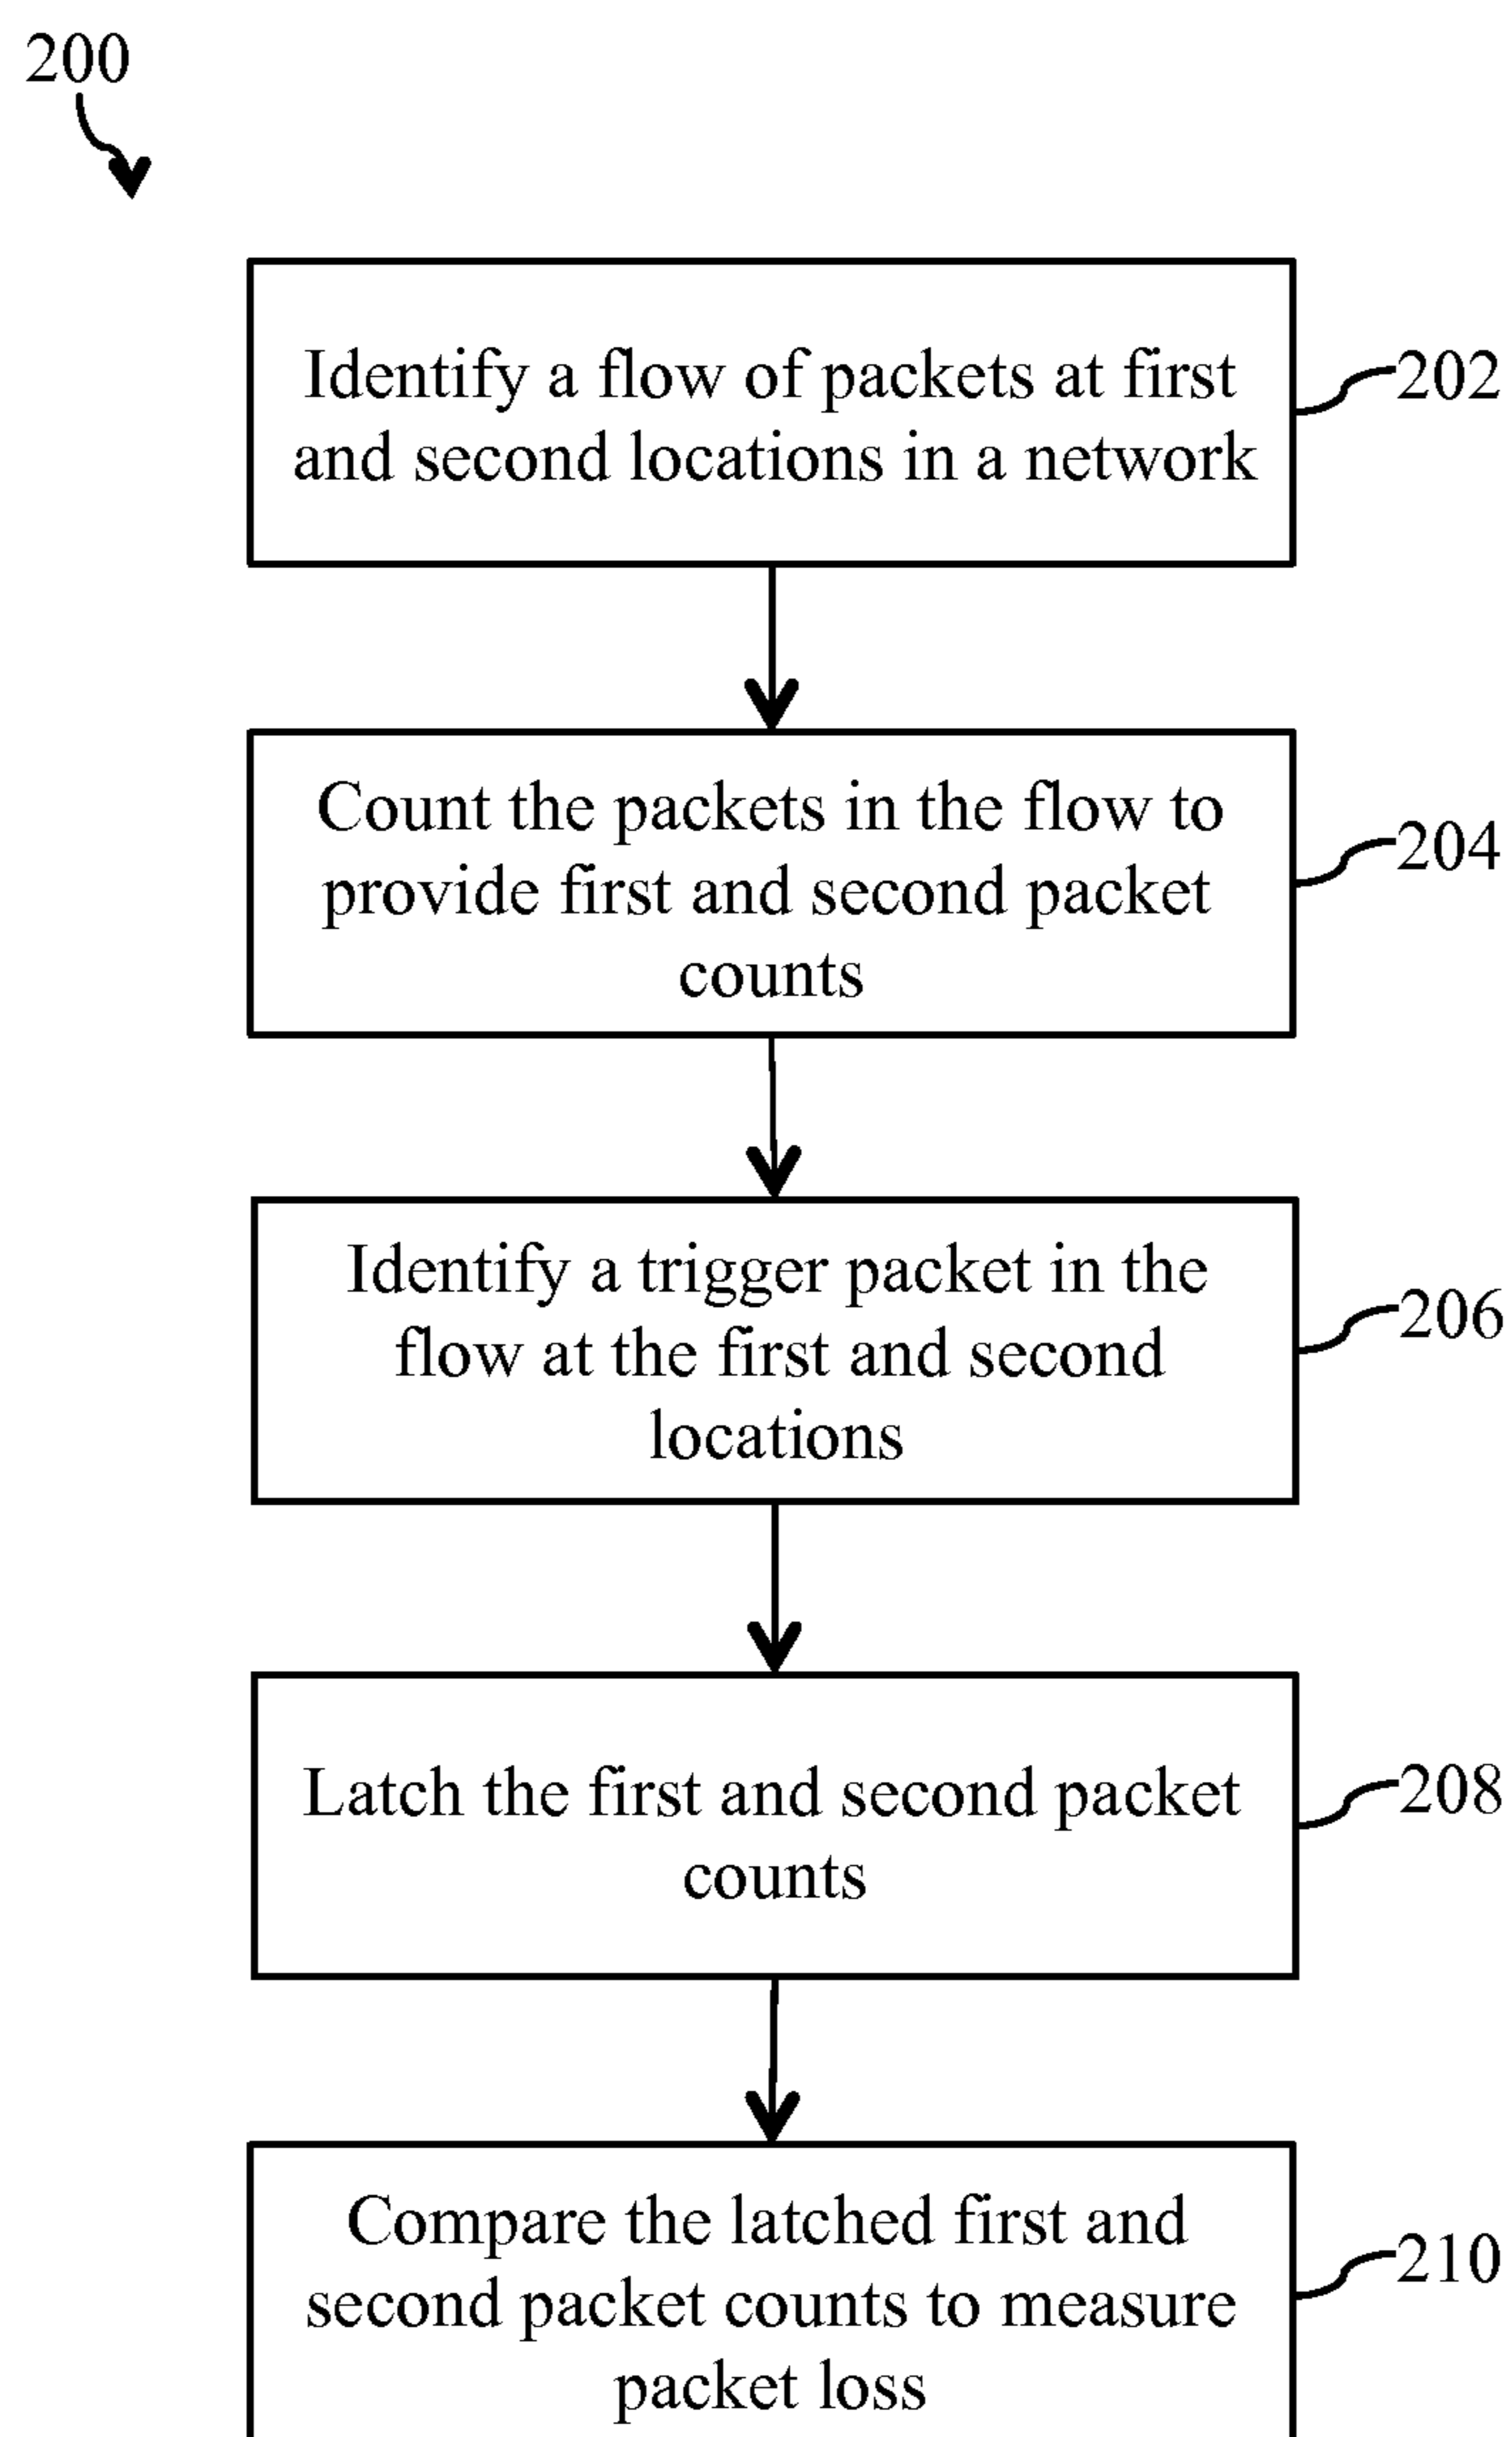 200
Identify a flow of packets at first
and second locations in a network
202
Count the packets in the flow to
provide first and second packet
counts
204
Identify a trigger packet in the
flow at the first and second
locations
206
Latch the first and second packet
counts
208
Compare the latched first and
second packet counts to measure
packet loss
210